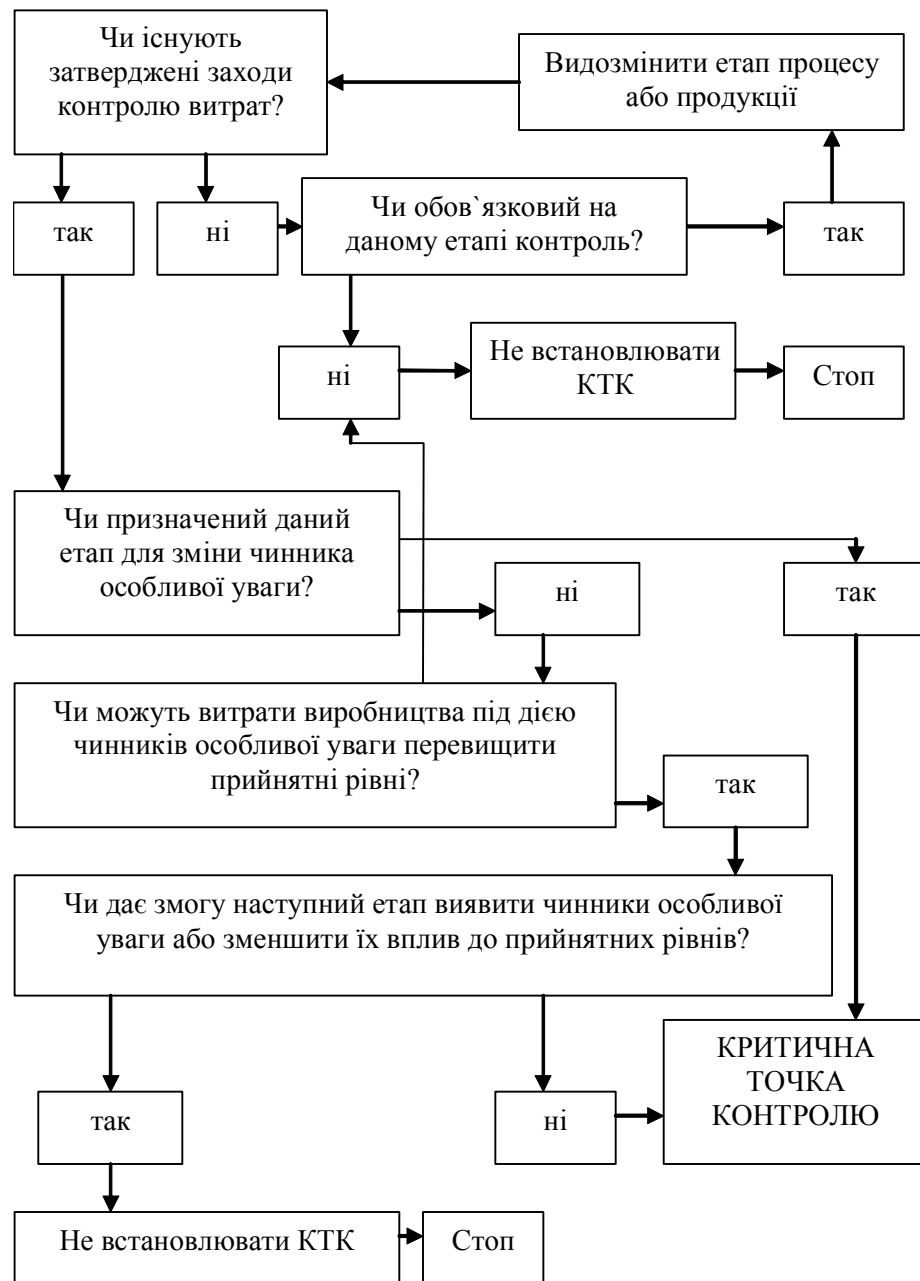 Чи існують
затверджені заходи
контролю витрат?
Видозмінити етап процесу
або продукції
так
ні
Чи обов`язковий на
даному етапі контроль?
так
ні
Не встановлювати
КТК
Стоп
Чи призначений даний
етап для зміни чинника
особливої уваги?
ні
так
Чи можуть витрати виробництва під дією
чинників особливої уваги перевищити
прийнятні рівні?
так
Чи дає змогу наступний етап виявити чинники особливої
уваги або зменшити їх вплив до прийнятних рівнів?
так
ні
КРИТИЧНА
ТОЧКА
КОНТРОЛЮ
Не встановлювати КТК
Стоп